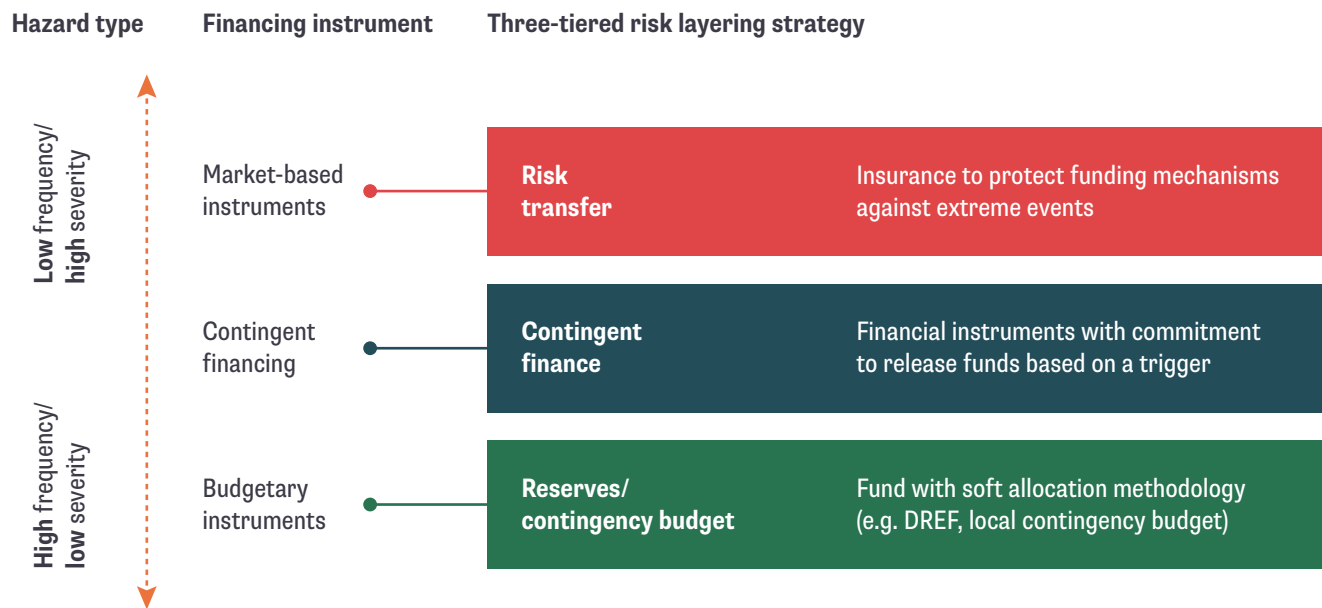 Hazard type
Financing instrument
Three-tiered risk layering strategy
Low frequency/
high severity
Market-based
instruments
Risk
transfer
Insurance to protect funding mechanisms
against extreme events
Contingent
financing
Contingent
finance
Financial instruments with commitment
to release funds based on a trigger
High frequency/
low severity
Budgetary
instruments
Reserves/
contingency budget
Fund with soft allocation methodology
(e.g. DREF, local contingency budget)